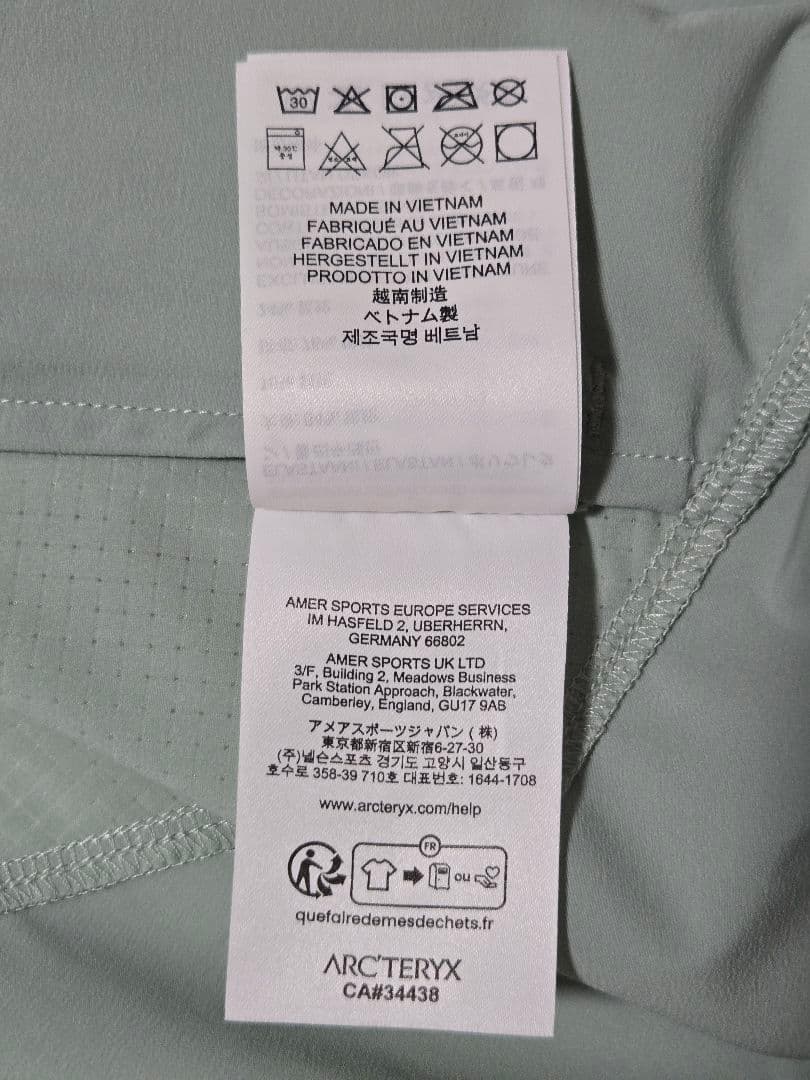 30
MADE IN VIETNAM
FABRIQUÉ AU VIETNAM
FABRICADO EN VIETNAM
HERGESTELLT IN VIETNAM
PRODOTTO IN VIETNAM
越南制造
ベトナム製
제조국명 베트남
AMER SPORTS EUROPE SERVICES
IM HASFELD 2, UBERHERRN,
GERMANY 66802
AMER SPORTS UK LTD
3/F, Building 2, Meadows Business
Park Station Approach, Blackwater,
Camberley, England, GU17 9AB
アメアスポーツジャパン (株)
東京都新宿区新宿6-27-30
(주)넬슨스포츠 경기도 고양시 일산동구
호수로 358-39 710호 대표번호: 1644-1708
www.arcteryx.com/help
FR
ou
quefairedemesdechets.fr
ARC'TERYX
CA#34438